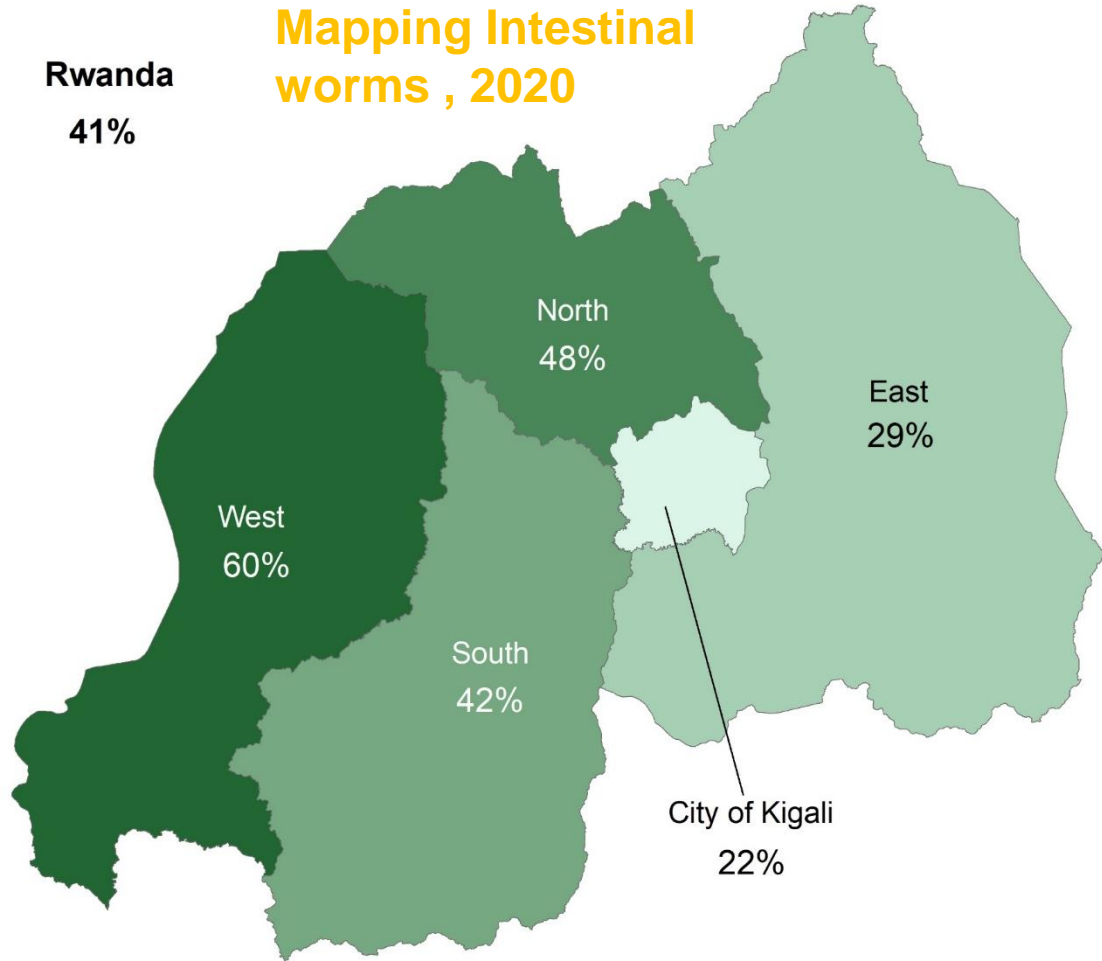 Mapping Intestinal
worms , 2020
Rwanda
41%
North
48%
East
29%
West
60%
South
42%
City of Kigali
22%